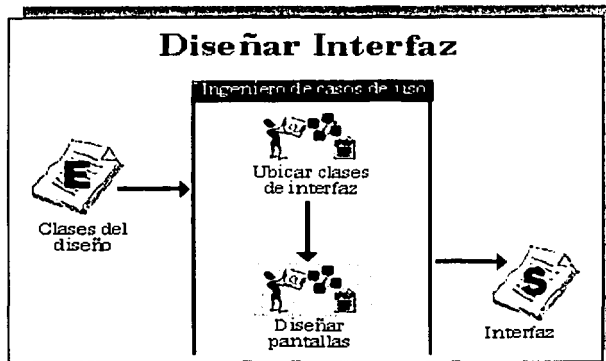 Diseñar Interfaz
Ingeniero de casos de uso
E
Clases del
diseño
Ubicar clases
de interfaz
Diseñar
pantallas
S
Interfaz